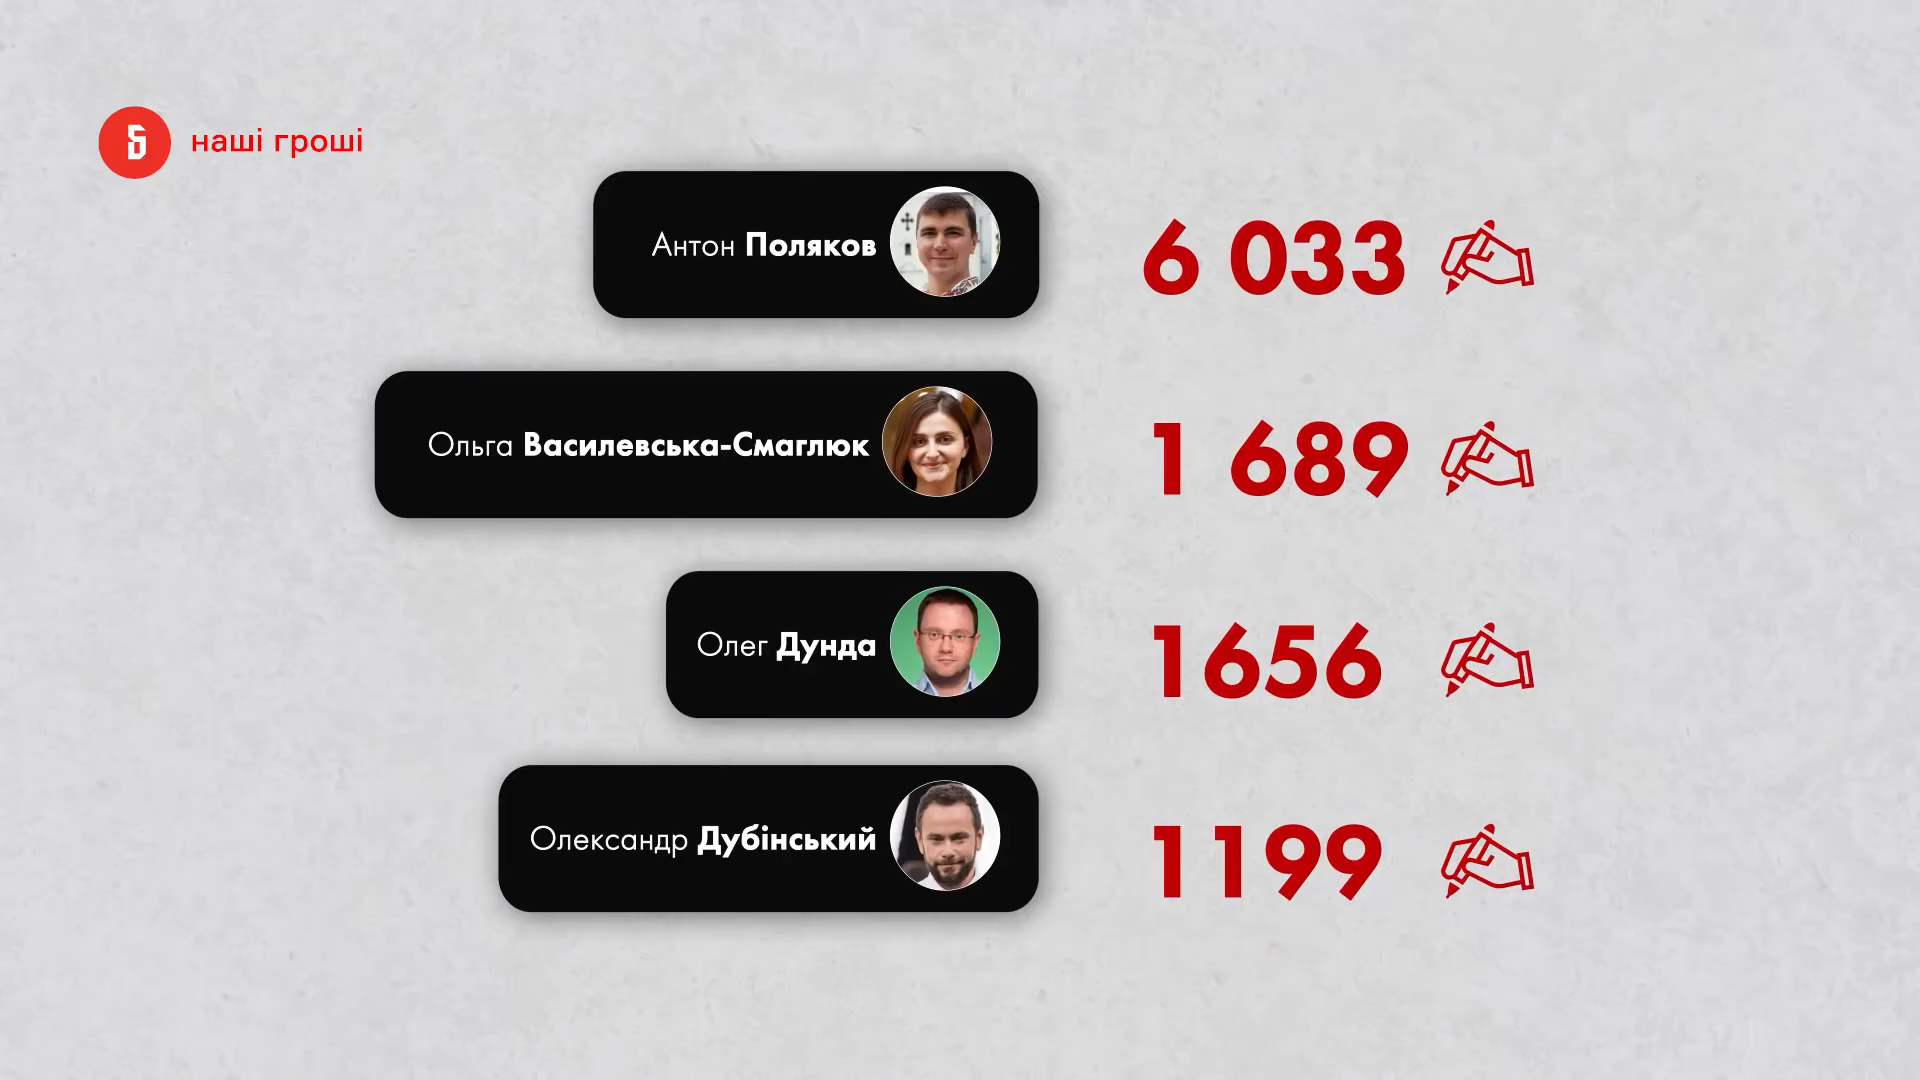 Б наші гроші
Антон Поляков 6 033
Ольга Василевська-Смаглюк 1 689
Олег Дунда 1656
Олександр Дубінський 1199